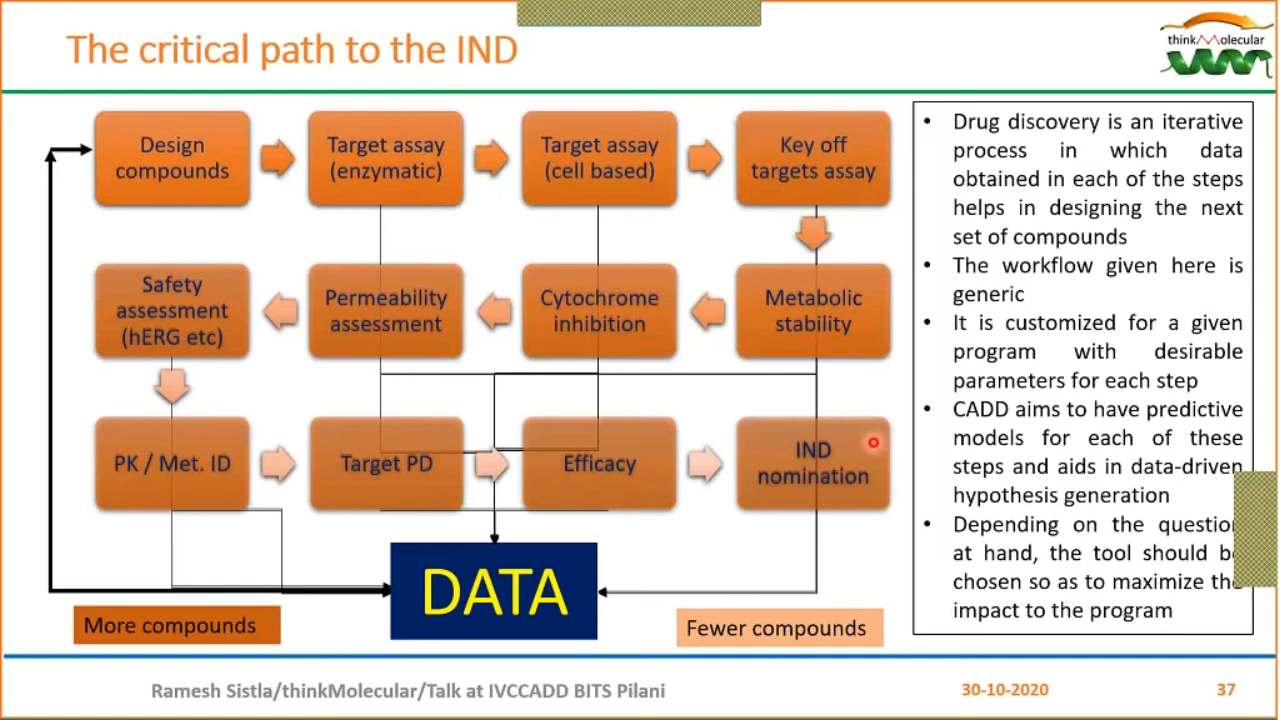 The critical path to the IND
thinkMolecular
Design
compounds
Target assay
(enzymatic)
Target assay
(cell based)
Key off
targets assay
Safety
assessment
(hERG etc)
Permeability
assessment
Cytochrome
inhibition
Metabolic
stability
PK / Met. ID
Target PD
Efficacy
IND
nomination
DATA
More compounds
Fewer compounds
• Drug discovery is an iterative
process in which data
obtained in each of the steps
helps in designing the next
set of compounds
• The workflow given here is
generic
• It is customized for a given
program with desirable
parameters for each step
• CADD aims to have predictive
models for each of these
steps and aids in data-driven
hypothesis generation
• Depending on the question
at hand, the tool should be
chosen so as to maximize the
impact to the program
Ramesh Sistla/thinkMolecular/Talk at IVCCADD BITS Pilani
30-10-2020
37